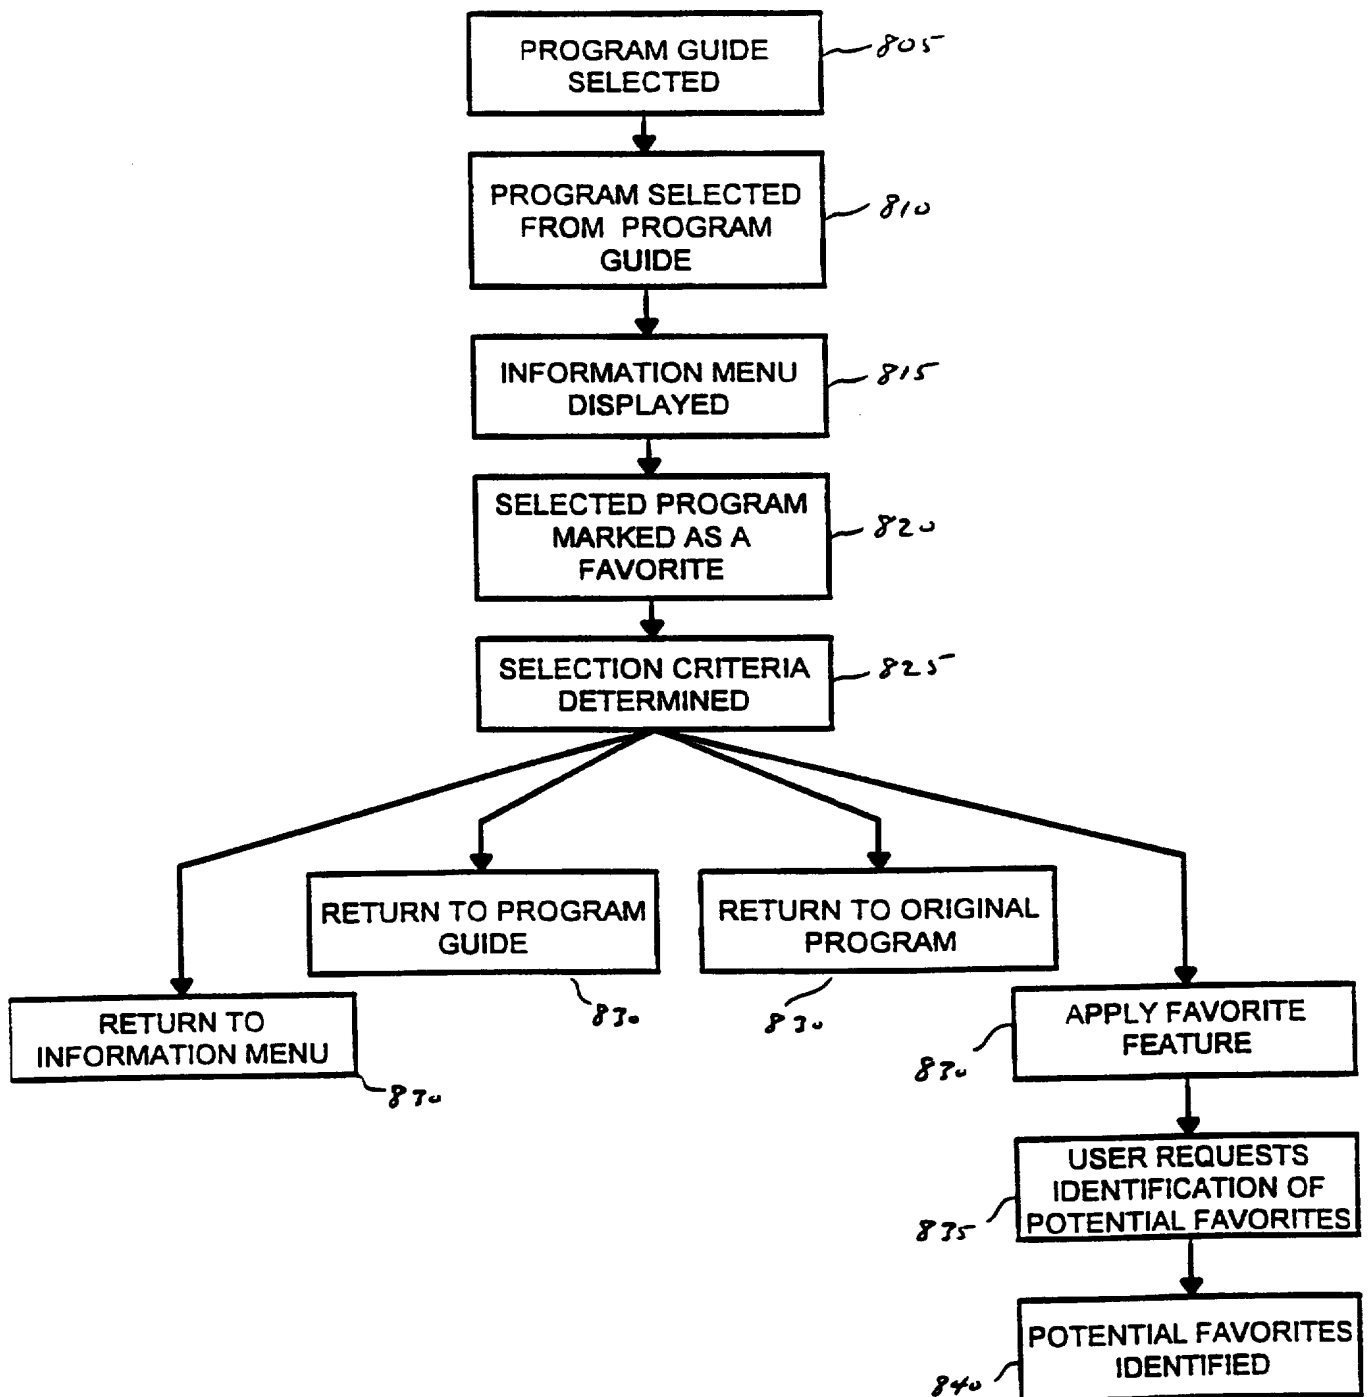 PROGRAM GUIDE
SELECTED
805
PROGRAM SELECTED
FROM PROGRAM
GUIDE
810
INFORMATION MENU
DISPLAYED
815
SELECTED PROGRAM
MARKED AS A
FAVORITE
820
SELECTION CRITERIA
DETERMINED
825
RETURN TO PROGRAM
GUIDE
830
RETURN TO ORIGINAL
PROGRAM
830
RETURN TO
INFORMATION MENU
830
APPLY FAVORITE
FEATURE
830
USER REQUESTS
IDENTIFICATION OF
POTENTIAL FAVORITES
835
POTENTIAL FAVORITES
IDENTIFIED
840